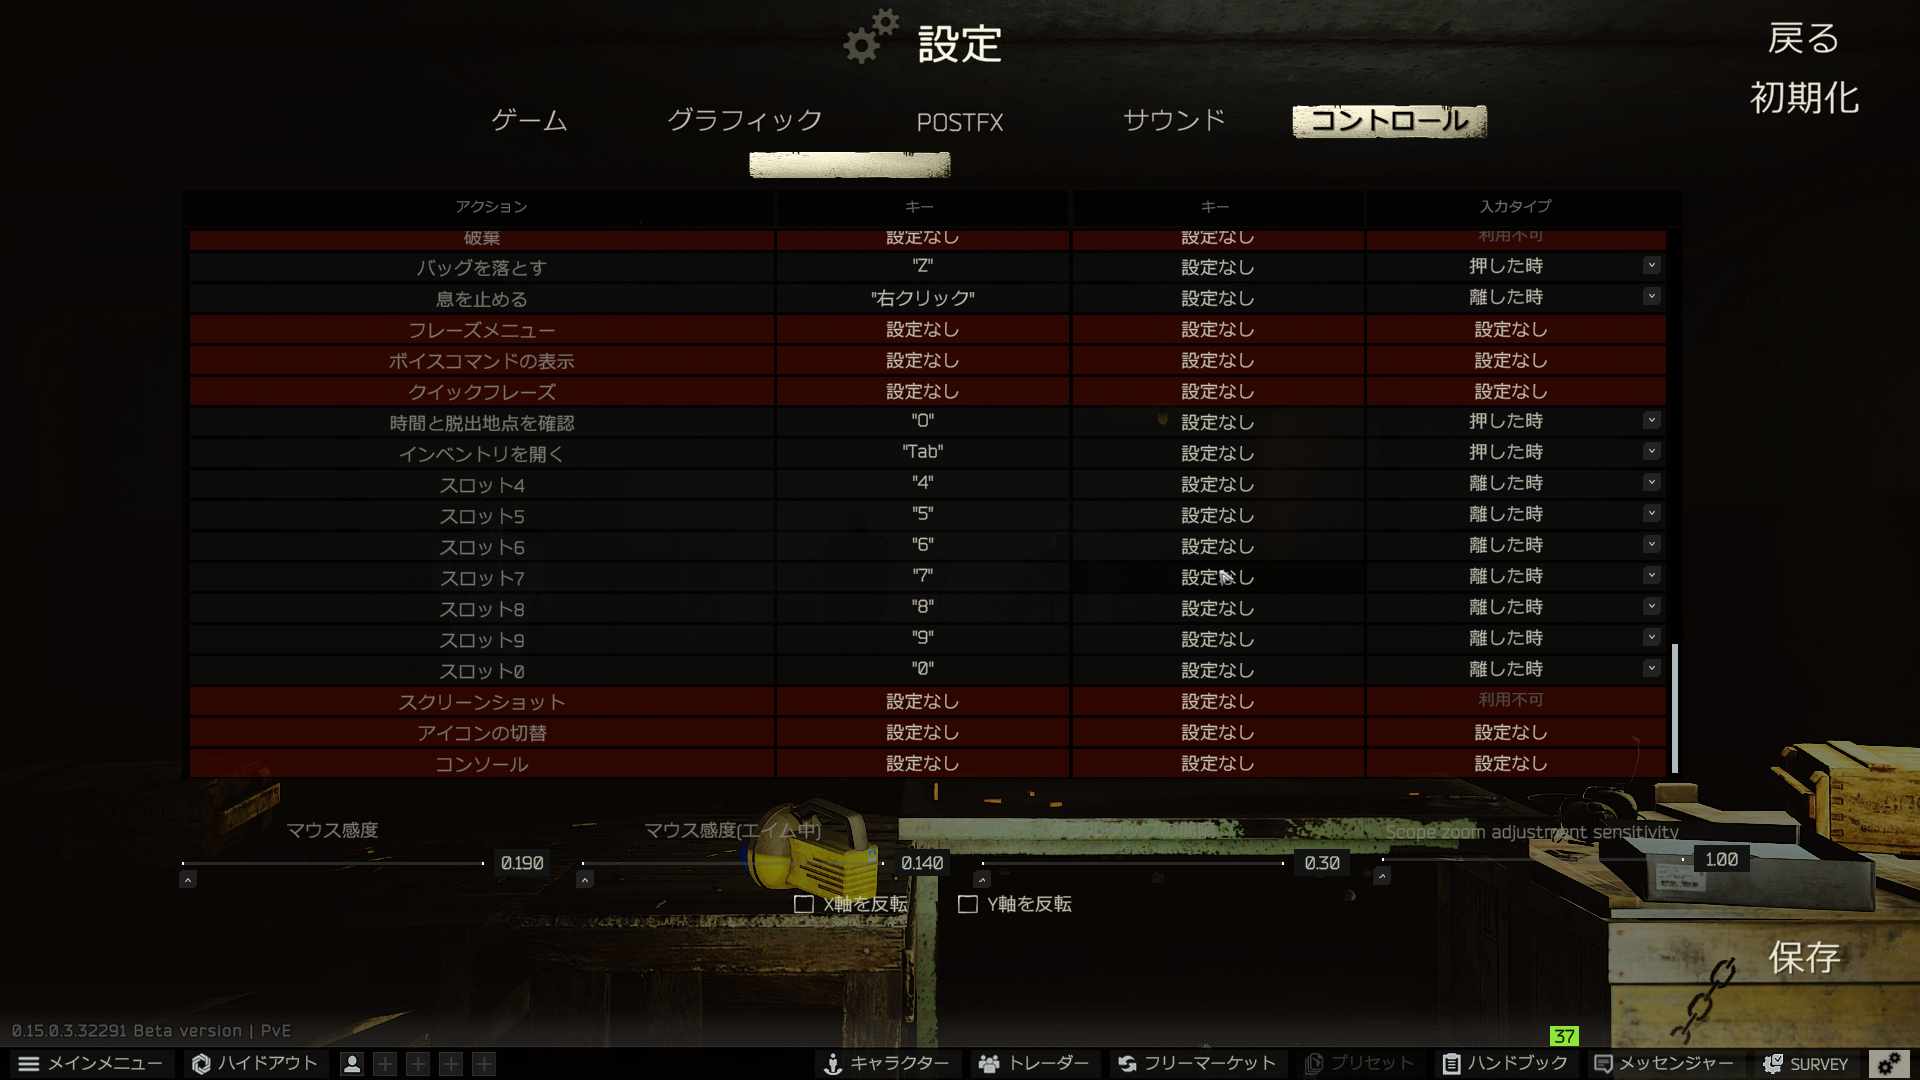 設定
戻る
初期化
ゲーム グラフィック POSTFX サウンド コントロール
アクション キー キー 入力タイプ
破棄 設定なし 設定なし 利用不可
バッグを落とす "Z" 設定なし 押した時
息を止める "右クリック" 設定なし 離した時
フレーズメニュー 設定なし 設定なし 設定なし
ボイスコマンドの表示 設定なし 設定なし 設定なし
クイックフレーズ 設定なし 設定なし 設定なし
時間と脱出地点を確認 "O" 設定なし 押した時
インベントリを開く "Tab" 設定なし 押した時
スロット4 "4" 設定なし 離した時
スロット5 "5" 設定なし 離した時
スロット6 "6" 設定なし 離した時
スロット7 "7" 設定なし 離した時
スロット8 "8" 設定なし 離した時
スロット9 "9" 設定なし 離した時
スロット0 "0" 設定なし 離した時
スクリーンショット 設定なし 設定なし 利用不可
アイコンの切替 設定なし 設定なし 設定なし
コンソール 設定なし 設定なし 設定なし
マウス感度 マウス感度(エイム中) ダブルタップの間隔 Scope zoom adjustment sensitivity
0.190 0.140 0.30 1.00
X軸を反転 Y軸を反転
保存
0.15.0.3.32291 Beta version | PvE
37
メインメニュー ハイドアウト キャラクター トレーダー フリーマーケット プリセット ハンドブック メッセンジャー SURVEY